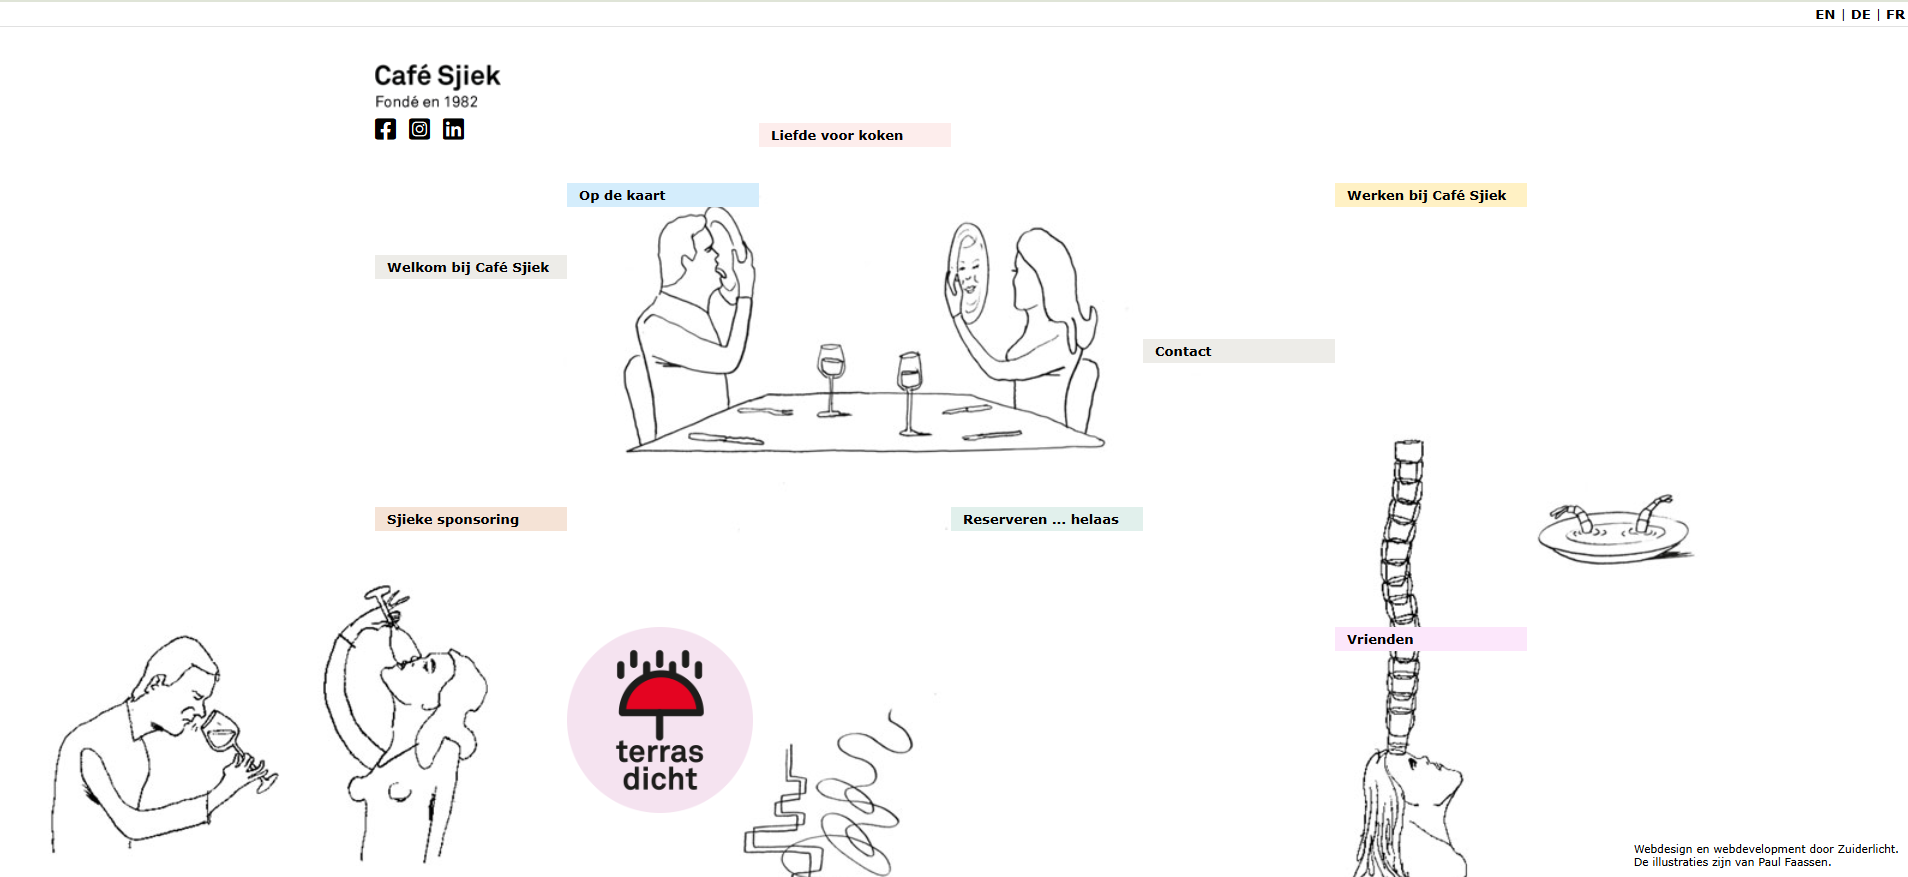 EN | DE | FR
Café Sjiek
Fondé en 1982
Liefde voor koken
Op de kaart
Werken bij Café Sjiek
Welkom bij Café Sjiek
Contact
Sjieke sponsoring
Reserveren ... helaas
Vrienden
terras
dicht
Webdesign en webdevelopment door Zuiderlicht.
De illustraties zijn van Paul Faassen.